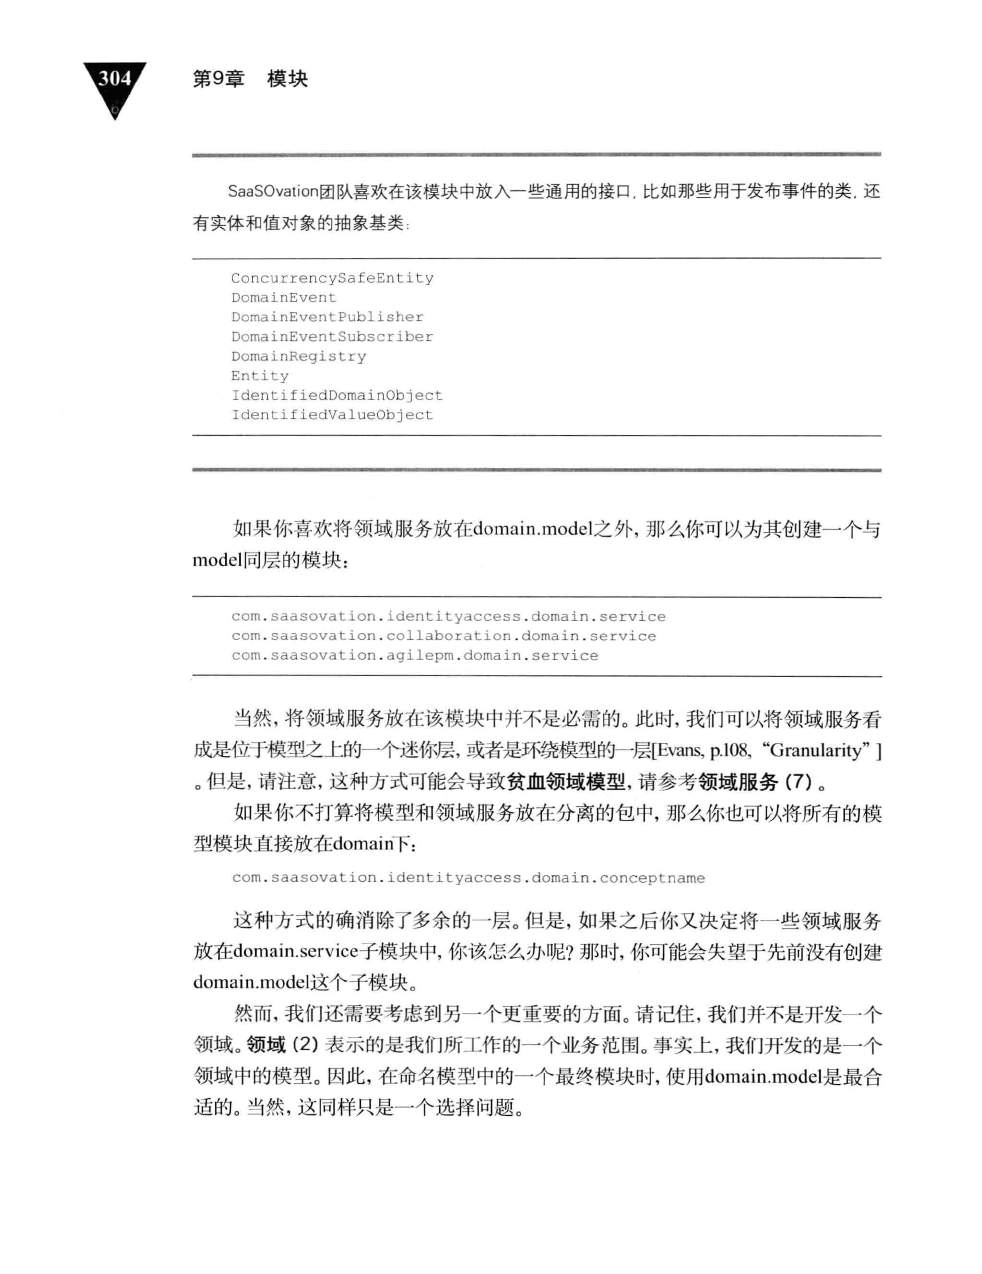 304
第9章 模块
SaaSOvation团队喜欢在该模块中放入一些通用的接口, 比如那些用于发布事件的类, 还
有实体和值对象的抽象基类:
ConcurrencySafeEntity
DomainEvent
DomainEventPublisher
DomainEventSubscriber
DomainRegistry
Entity
IdentifiedDomainObject
IdentifiedValueObject
如果你喜欢将领域服务放在domain.model之外, 那么你可以为其创建一个与
model同层的模块:
com.saasovation.identityaccess.domain.service
com.saasovation.collaboration.domain.service
com.saasovation.agilepm.domain.service
当然, 将领域服务放在该模块中并不是必需的。此时, 我们可以将领域服务看
成是位于模型之上的一个迷你层, 或者是环绕模型的一层[Evans, p.108, “Granularity”]
。但是, 请注意, 这种方式可能会导致贫血领域模型, 请参考领域服务 (7) 。
如果你不打算将模型和领域服务放在分离的包中, 那么你也可以将所有的模
型模块直接放在domain下:
com.saasovation.identityaccess.domain.conceptname
这种方式的确消除了多余的一层。但是, 如果之后你又决定将一些领域服务
放在domain.service子模块中, 你该怎么办呢? 那时, 你可能会失望于先前没有创建
domain.model这个子模块。
然而, 我们还需要考虑到另一个更重要的方面。请记住, 我们并不是开发一个
领域。领域 (2) 表示的是我们所工作的一个业务范围。事实上, 我们开发的是一个
领域中的模型。因此, 在命名模型中的一个最终模块时, 使用domain.model是最合
适的。当然, 这同样只是一个选择问题。